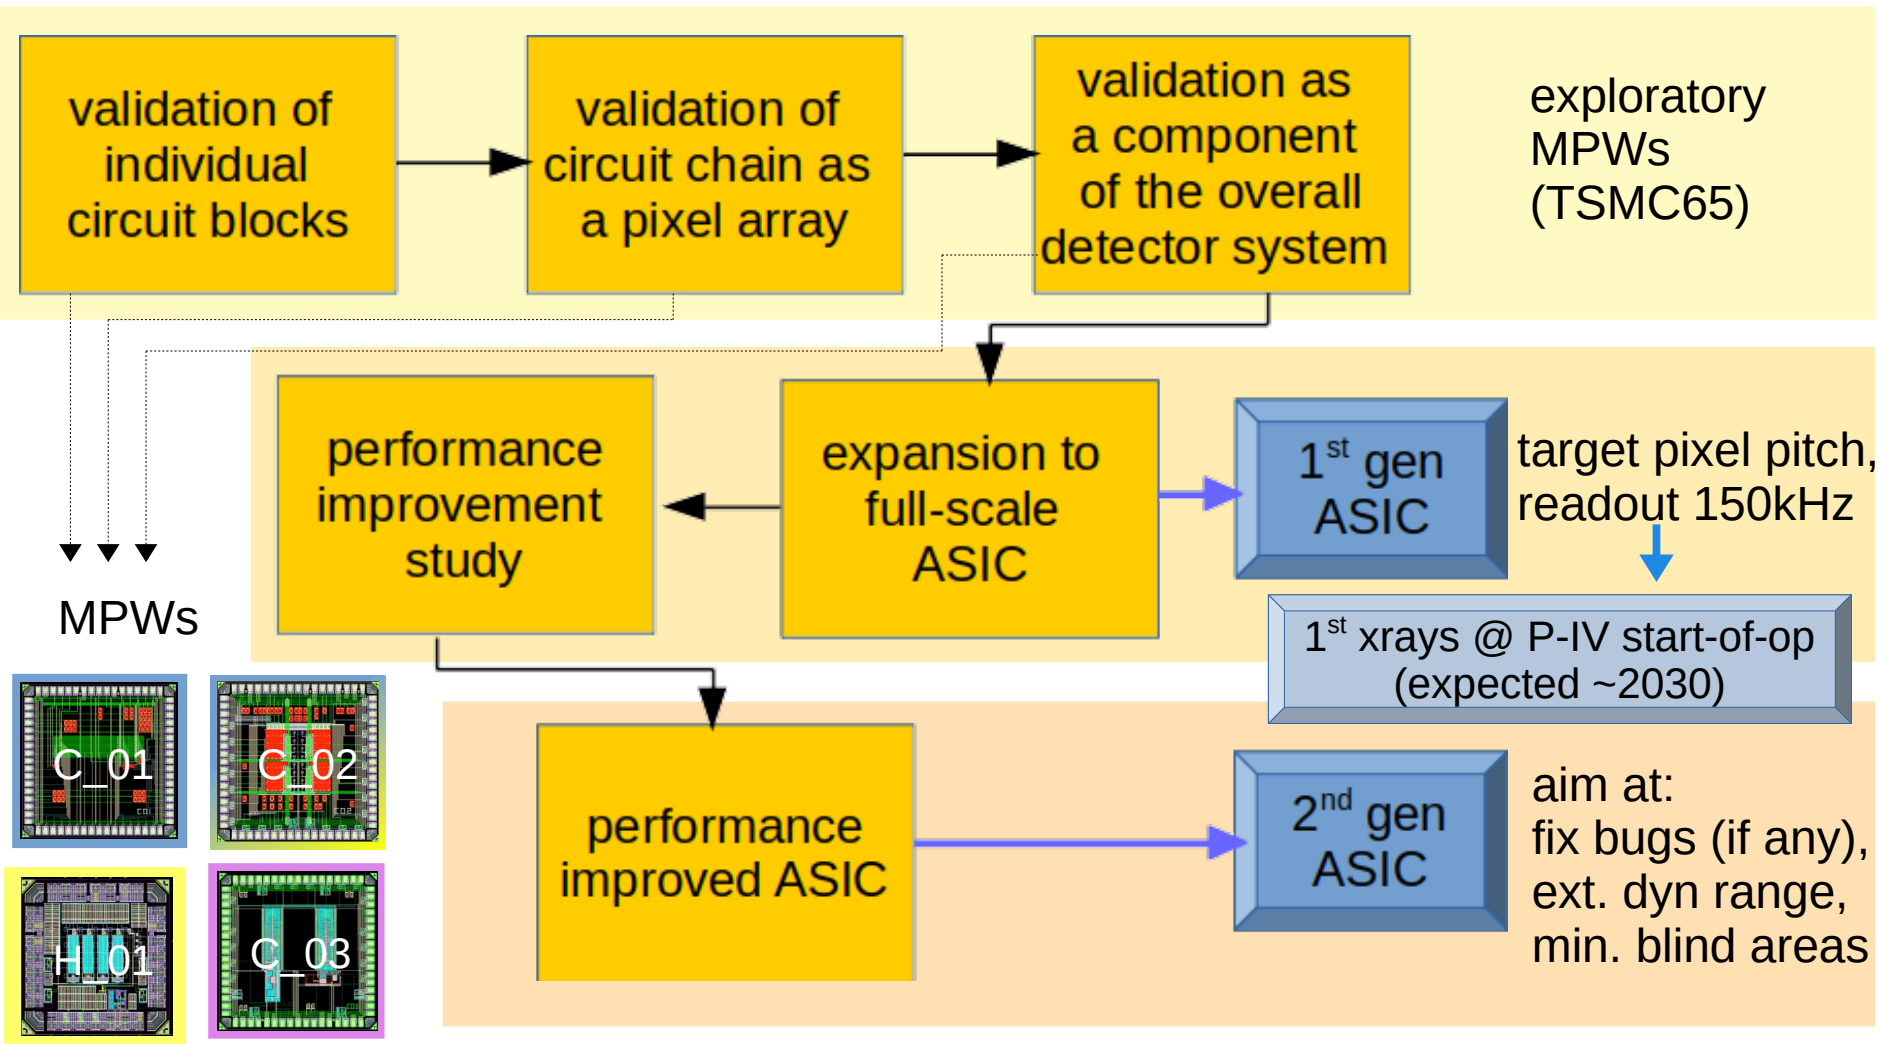 validation of
individual
circuit blocks
validation of
circuit chain as
a pixel array
validation as
a component
of the overall
detector system
exploratory
MPWs
(TSMC65)
performance
improvement
study
expansion to
full-scale
ASIC
1st gen
ASIC
target pixel pitch,
readout 150kHz
1st xrays @ P-IV start-of-op
(expected ~2030)
MPWs
C_01
C_02
H_01
C_03
performance
improved ASIC
2nd gen
ASIC
aim at:
fix bugs (if any),
ext. dyn range,
min. blind areas